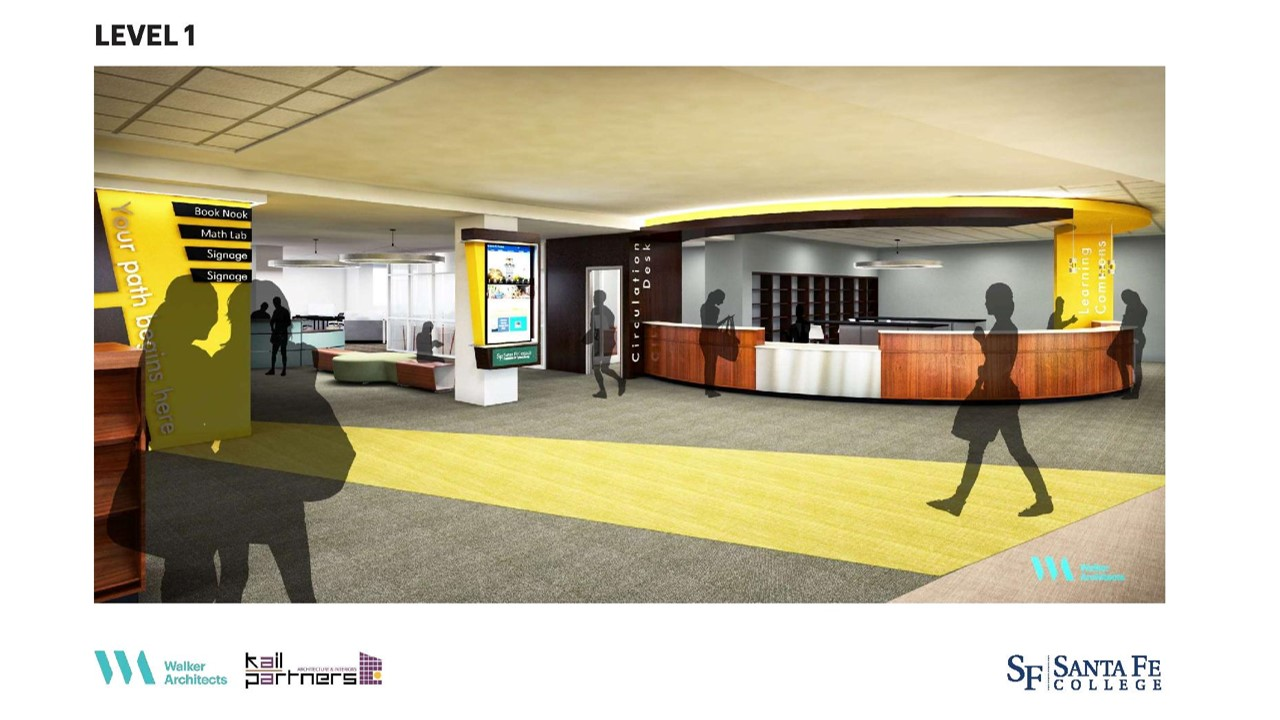 LEVEL 1
Your path begins here
Book Nook
Math Lab
Signage
Signage
Circulation
Desk
Learning
Commons
Walker
Architects
Walker
Architects
kail
partners
ARCHITECTURE & INTERIORS
SF SANTA FE
COLLEGE